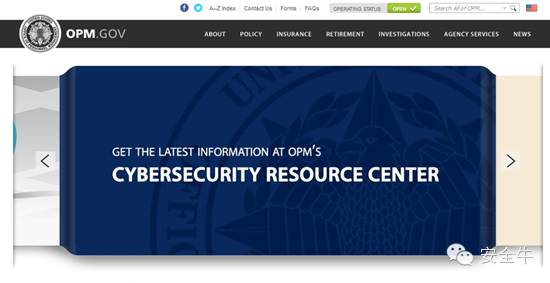 A–Z Index | Contact Us | Forms | FAQs
OPERATING STATUS: OPEN
Search All of OPM...
OPM.GOV
ABOUT POLICY INSURANCE RETIREMENT INVESTIGATIONS AGENCY SERVICES NEWS
GET THE LATEST INFORMATION AT OPM'S
CYBERSECURITY RESOURCE CENTER
安全牛